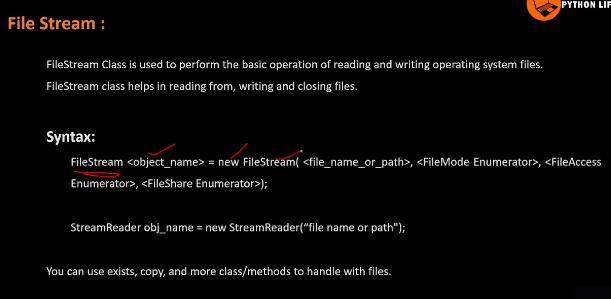 PYTHON LIF
File Stream :
FileStream Class is used to perform the basic operation of reading and writing operating system files.
FileStream class helps in reading from, writing and closing files.
Syntax:
FileStream <object_name> = new FileStream( <file_name_or_path>, <FileMode Enumerator>, <FileAccess
Enumerator>, <FileShare Enumerator>);
StreamReader obj_name = new StreamReader("file name or path");
You can use exists, copy, and more class/methods to handle with files.